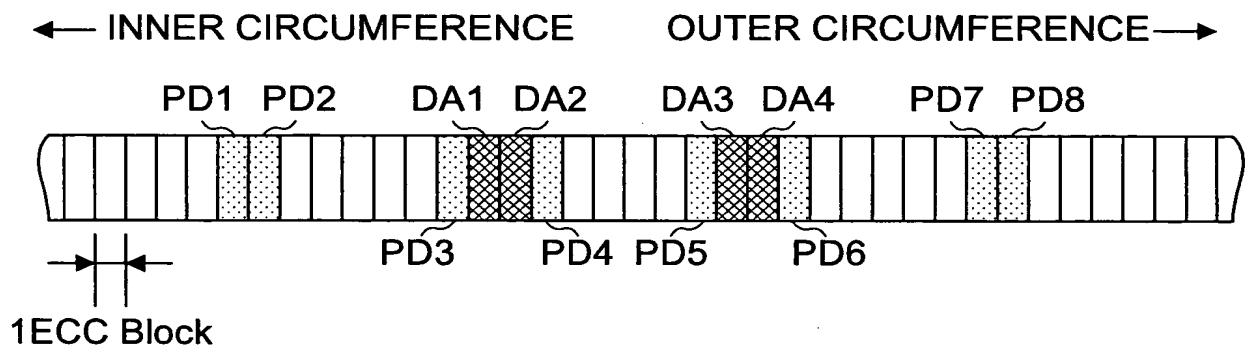 INNER CIRCUMFERENCE OUTER CIRCUMFERENCE
PD1 PD2 DA1 DA2 DA3 DA4 PD7 PD8
PD3 PD4 PD5 PD6
1ECC Block